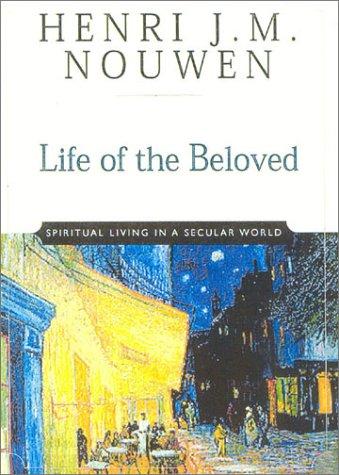 HENRI J.M.
NOUWEN
Life of the Beloved
SPIRITUAL LIVING IN A SECULAR WORLD